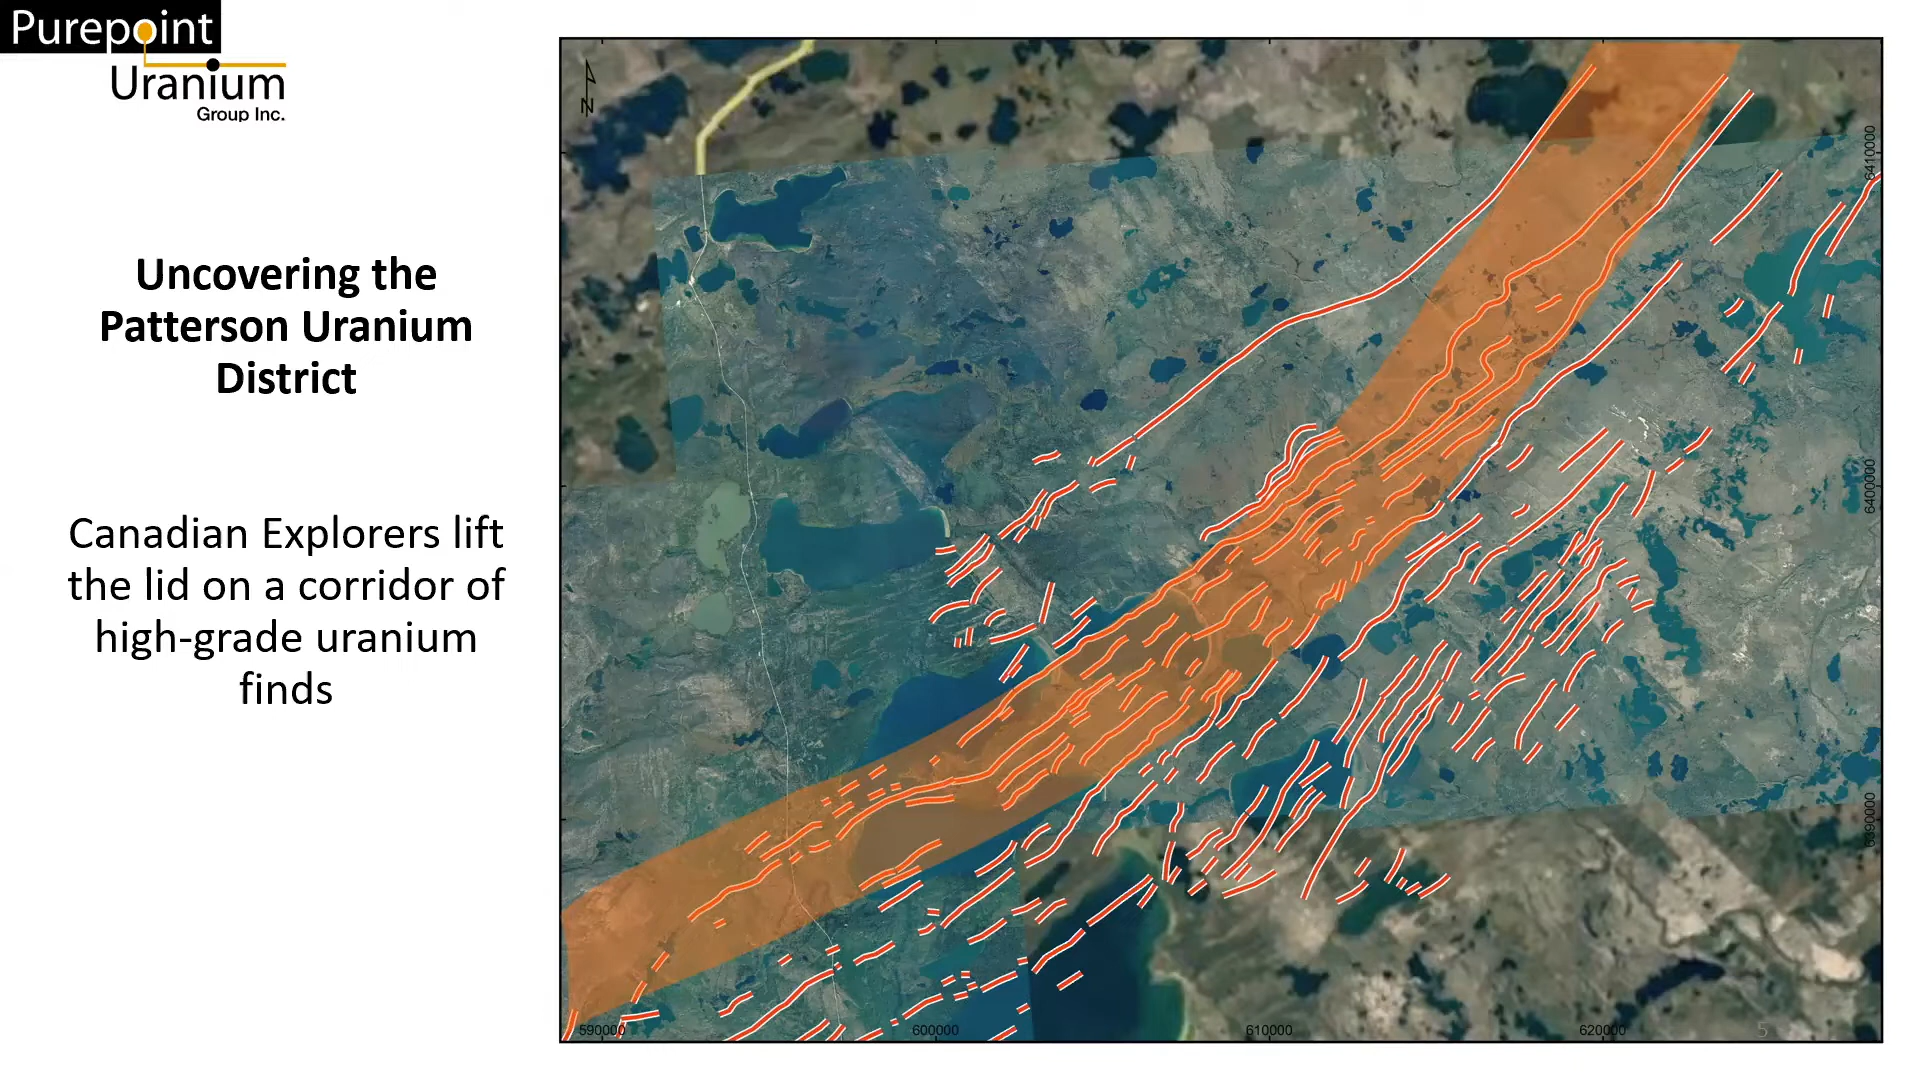 Purepoint
Uranium
Group Inc.
Uncovering the
Patterson Uranium
District
Canadian Explorers lift
the lid on a corridor of
high-grade uranium
finds
N
6410000
6400000
6390000
590000
600000
610000
620000
5